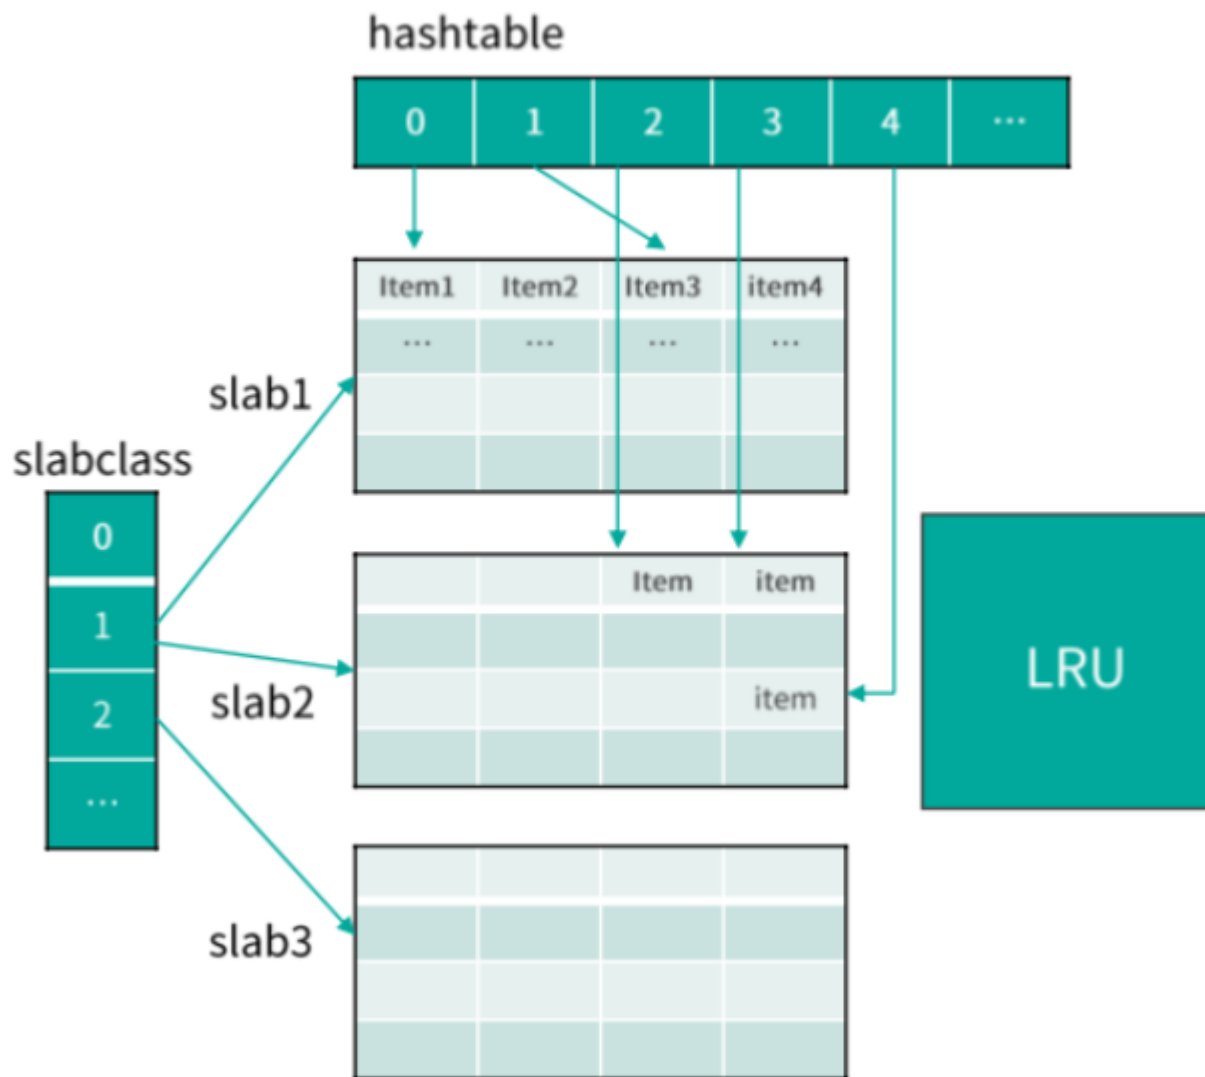 hashtable
0 1 2 3 4 ...
Item1 Item2 Item3 item4
... ... ... ...
slab1
slabclass
0
1
2
...
Item item
item
slab2
LRU
slab3